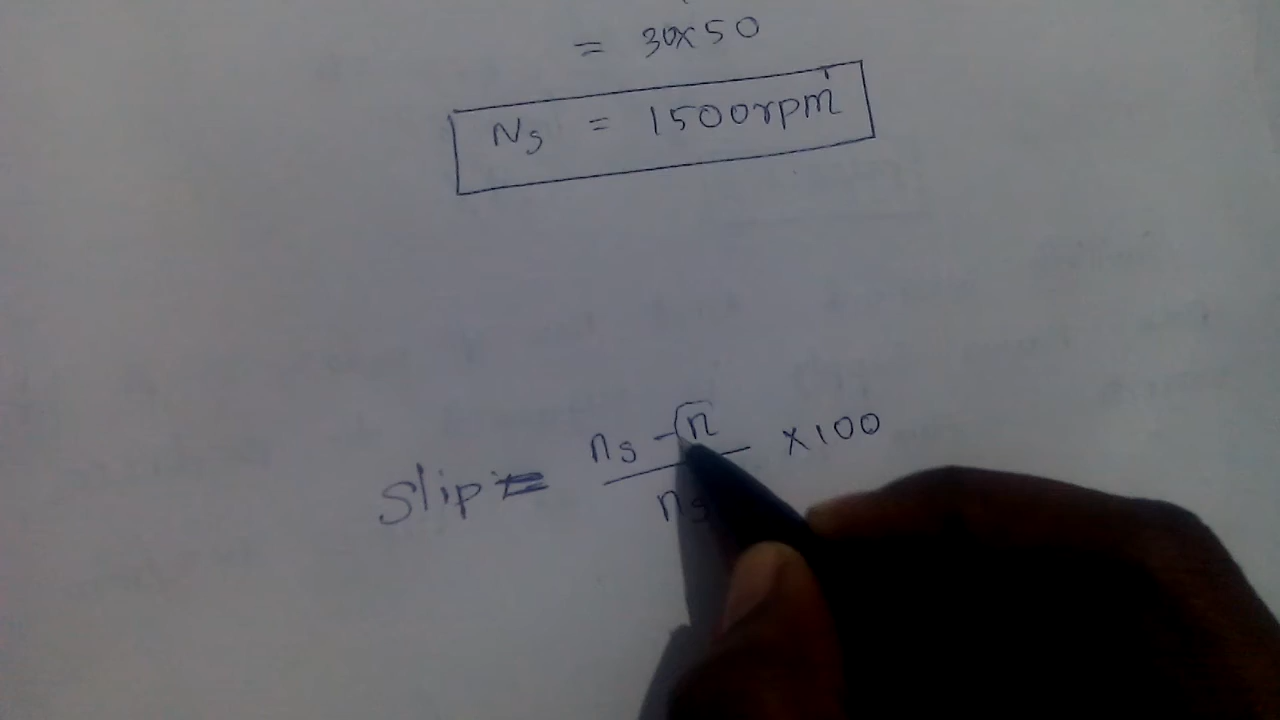 = 30x50
Ns = 1500rpm
Slip = ns - n / ns x100